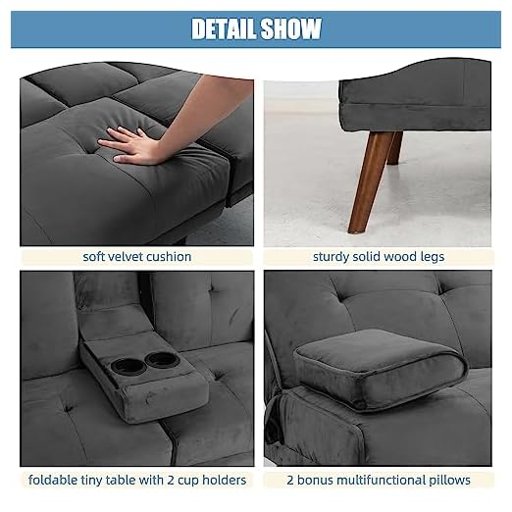 DETAIL SHOW
soft velvet cushion
sturdy solid wood legs
foldable tiny table with 2 cup holders
2 bonus multifunctional pillows